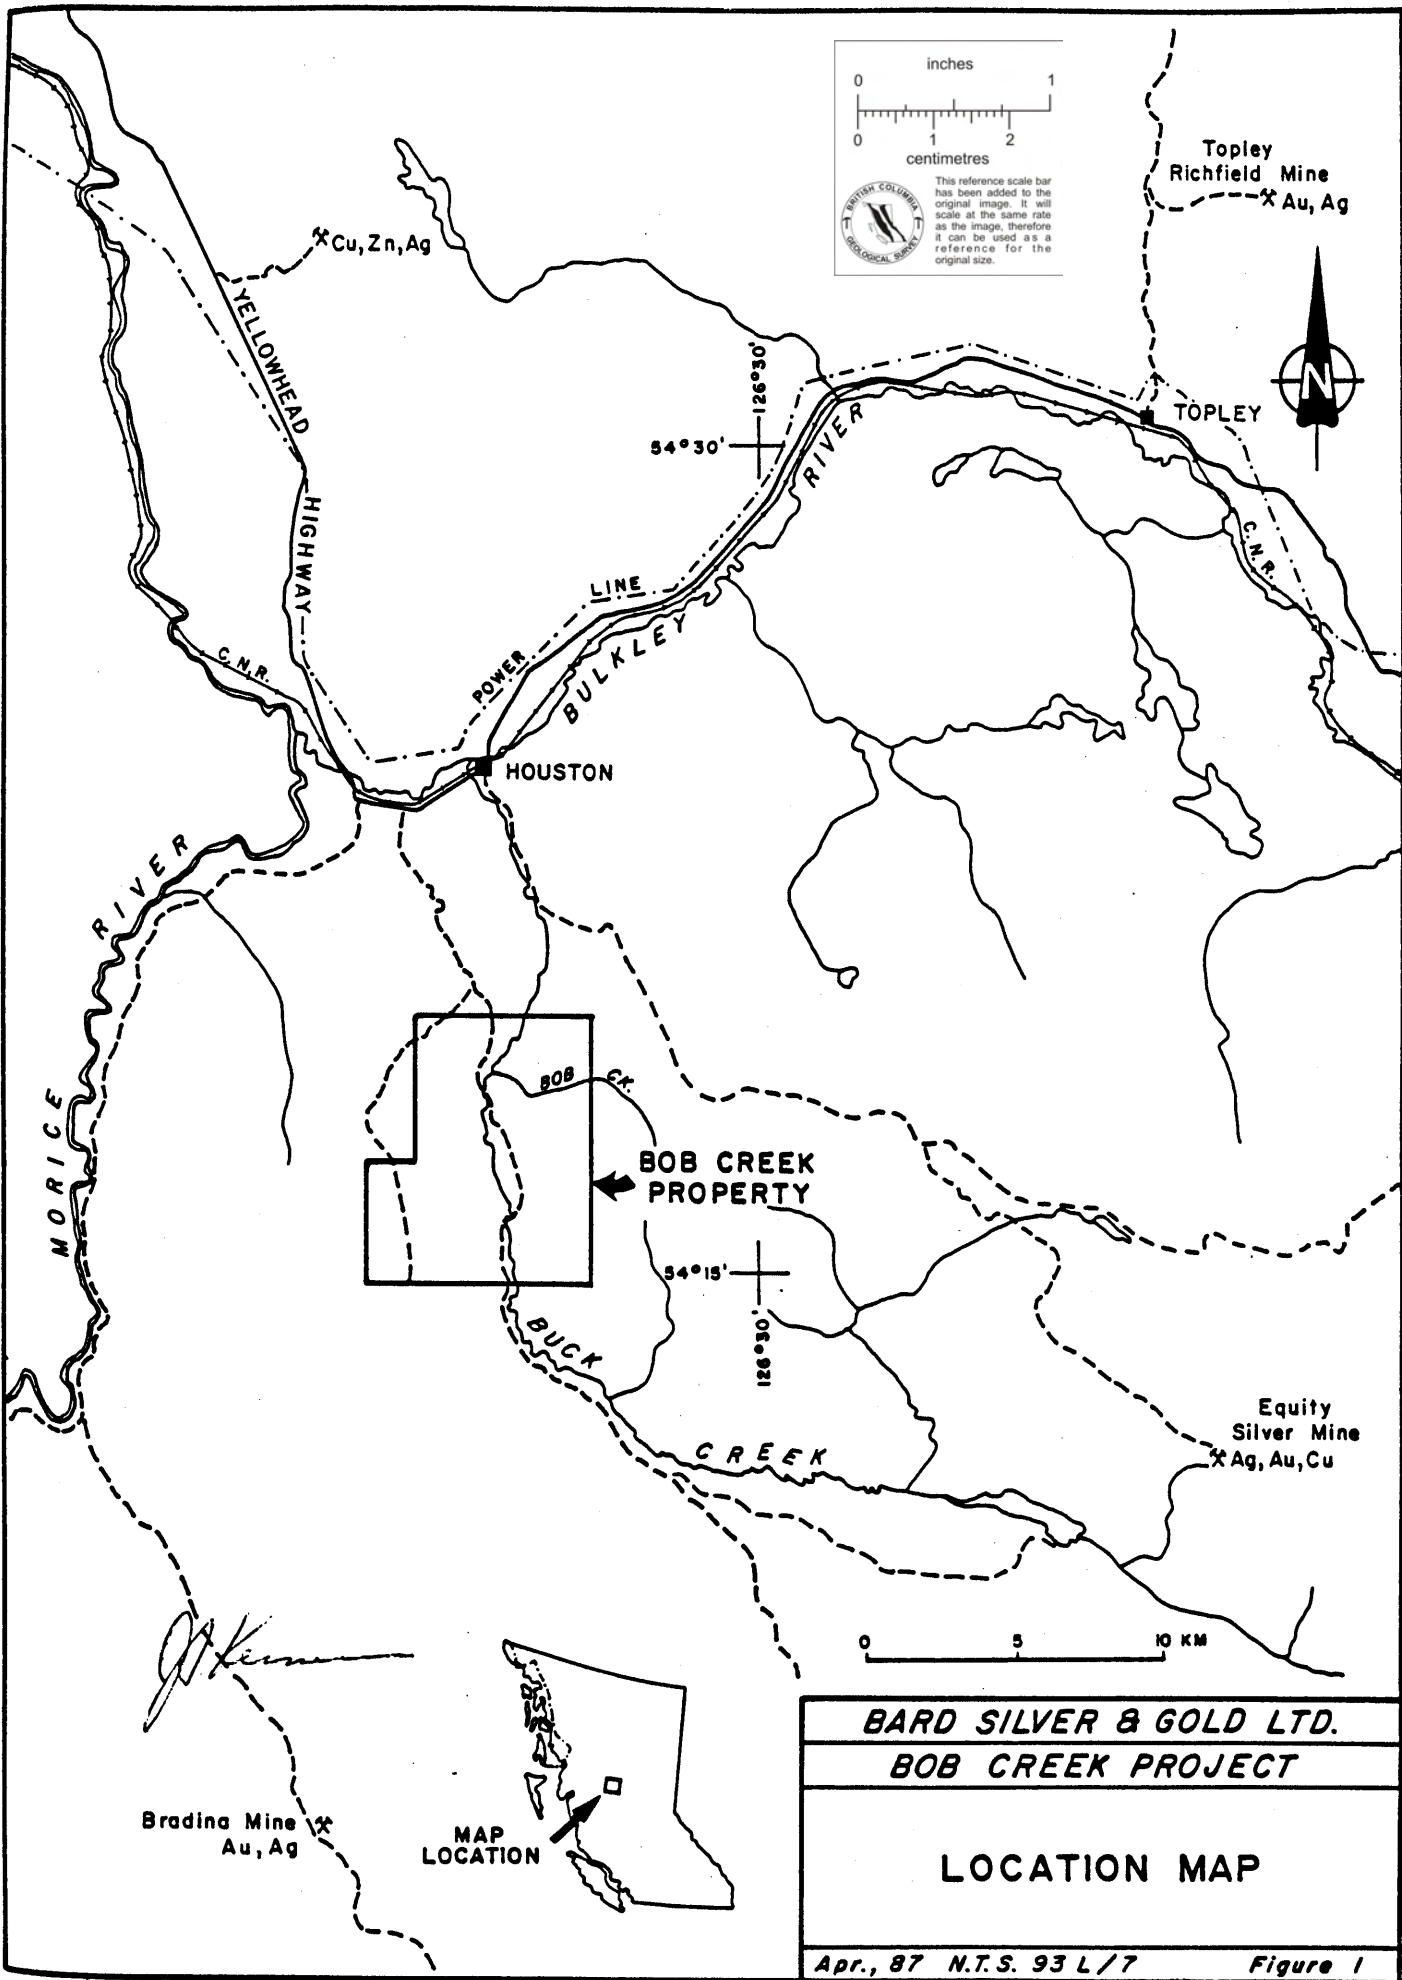 inches
0 1
0 1 2
centimetres
BRITISH COLUMBIA
GEOLOGICAL SURVEY
This reference scale bar
has been added to the
original image. It will
scale at the same rate
as the image, therefore
it can be used as a
reference for the
original size.
Topley
Richfield Mine
Au, Ag
Cu, Zn, Ag
YELLOWHEAD
HIGHWAY
126°30'
54°30'
N
TOPLEY
RIVER
BULKLEY
C.N.R.
LINE
POWER
C.N.R.
HOUSTON
RIVER
MORICE
BOB CK.
BOB CREEK
PROPERTY
54°15'
126°30'
BUCK
CREEK
Equity
Silver Mine
Ag, Au, Cu
0 5 10 KM
Bradina Mine
Au, Ag
MAP
LOCATION
BARD SILVER & GOLD LTD.
BOB CREEK PROJECT
LOCATION MAP
Apr., 87 N.T.S. 93 L/7 Figure 1